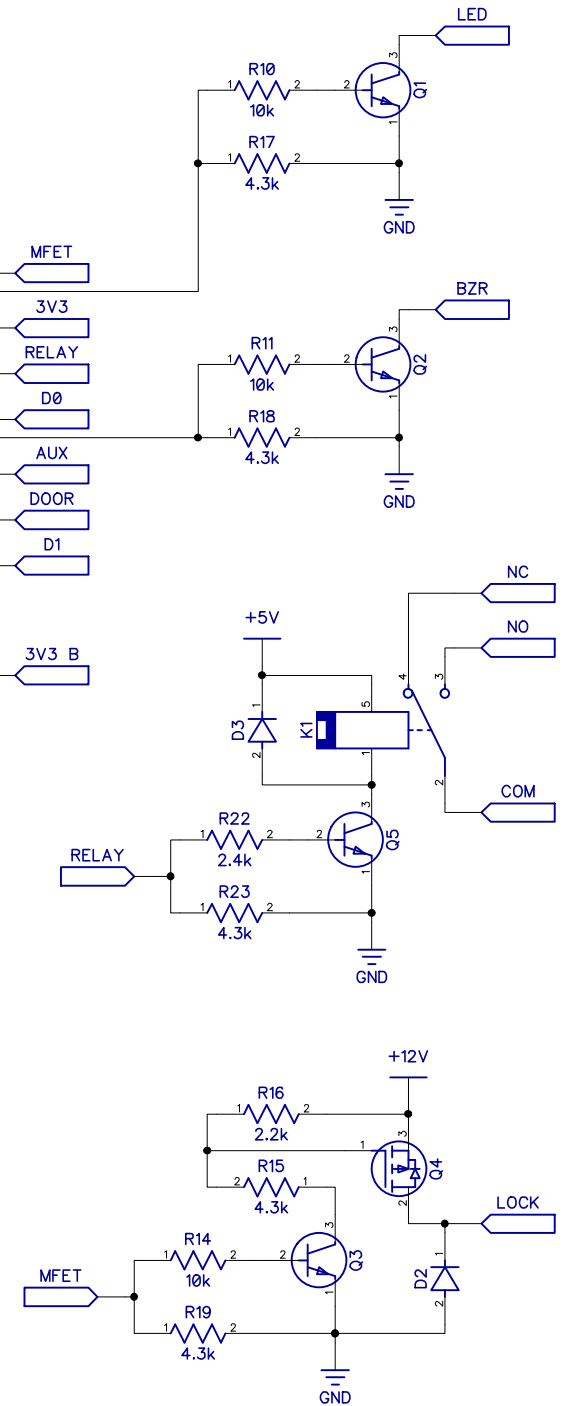 LED
3
R10
1 2 2 Q1
10k
1
R17
1 2
4.3k
GND
MFET
3V3
RELAY
D0
AUX
DOOR
D1
3V3 B
BZR
3
R11
1 2 2 Q2
10k
1
R18
1 2
4.3k
GND
NC
NO
+5V
4 3
1 5
D3 K1
2 1
2
COM
3
R22
1 2 2 Q5
2.4k
RELAY
1
R23
1 2
4.3k
GND
+12V
R16
1 2
2.2k
3
1 Q4
R15
2 1
4.3k
2
LOCK
3
R14
1 2 2 Q3
10k
1
D2
MFET
1
2
R19
1 2
4.3k
GND